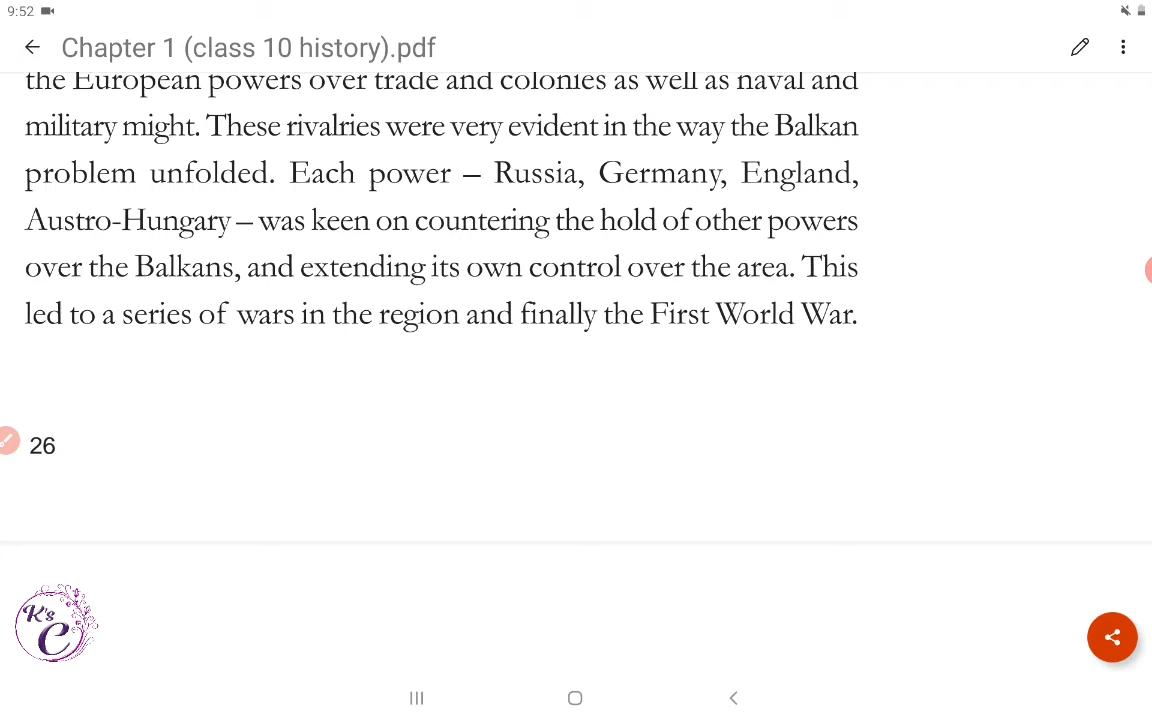 9:52
Chapter 1 (class 10 history).pdf
the European powers over trade and colonies as well as naval and
military might. These rivalries were very evident in the way the Balkan
problem unfolded. Each power – Russia, Germany, England,
Austro-Hungary – was keen on countering the hold of other powers
over the Balkans, and extending its own control over the area. This
led to a series of wars in the region and finally the First World War.
26
K's
C